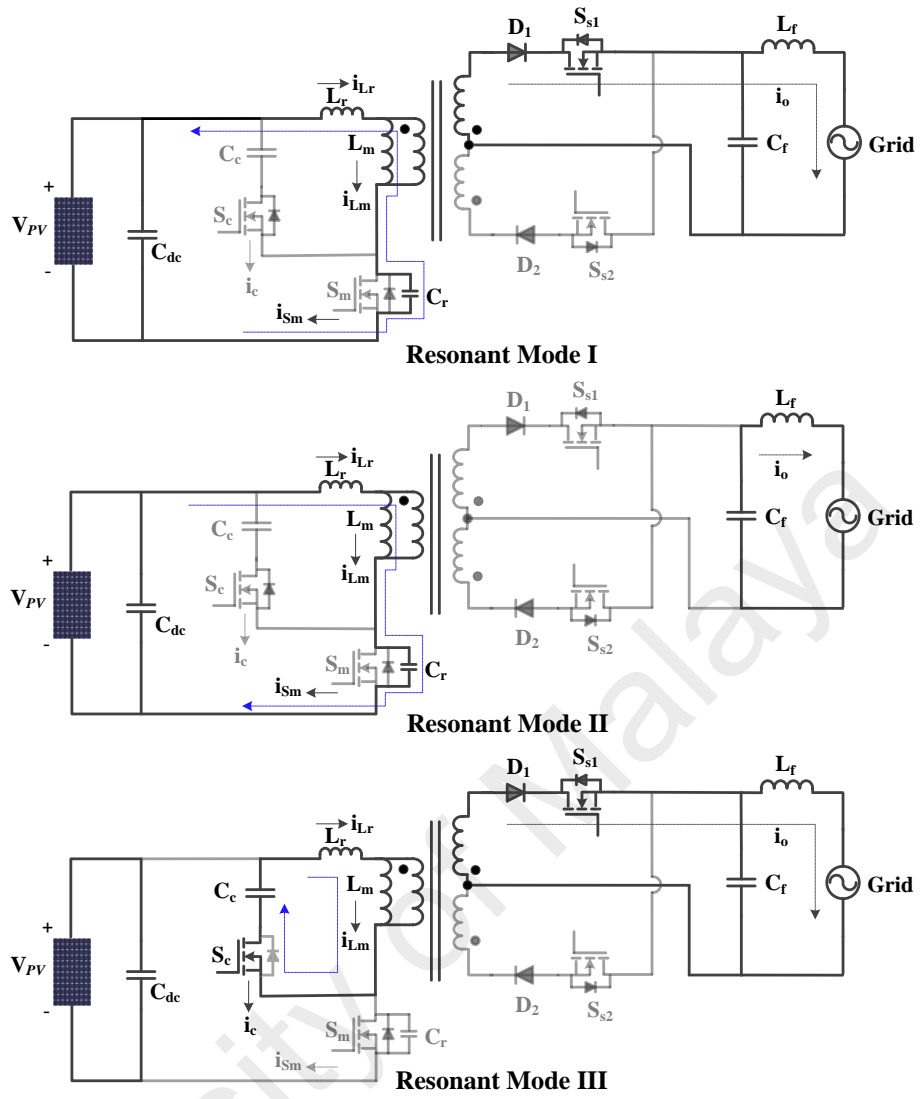 D1
Ss1
Lf
iLr
Lr
io
Cc
Lm
Cf
Grid
+
VPV
-
Sc
iLm
Cdc
D2
Ss2
ic
Sm
Cr
iSm
Resonant Mode I
D1
Ss1
Lf
iLr
Lr
io
Cc
Lm
Cf
Grid
+
VPV
-
Sc
iLm
Cdc
D2
Ss2
ic
Sm
Cr
iSm
Resonant Mode II
D1
Ss1
Lf
iLr
Lr
io
Cc
Lm
Cf
Grid
+
VPV
-
Sc
iLm
Cdc
D2
Ss2
ic
Sm
Cr
iSm
Resonant Mode III
sity of Malaya